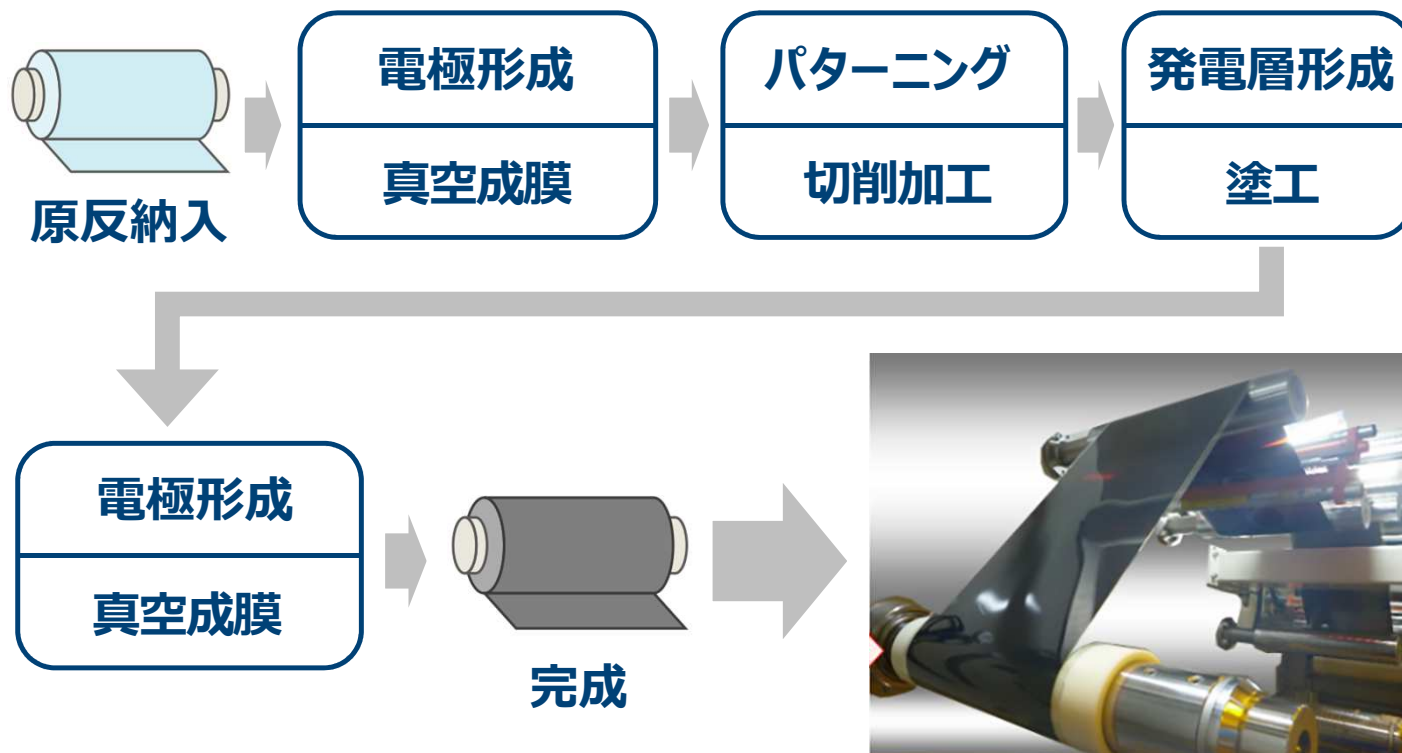 電極形成
パターニング
発電層形成
真空成膜
切削加工
塗工
原反納入
電極形成
真空成膜
完成